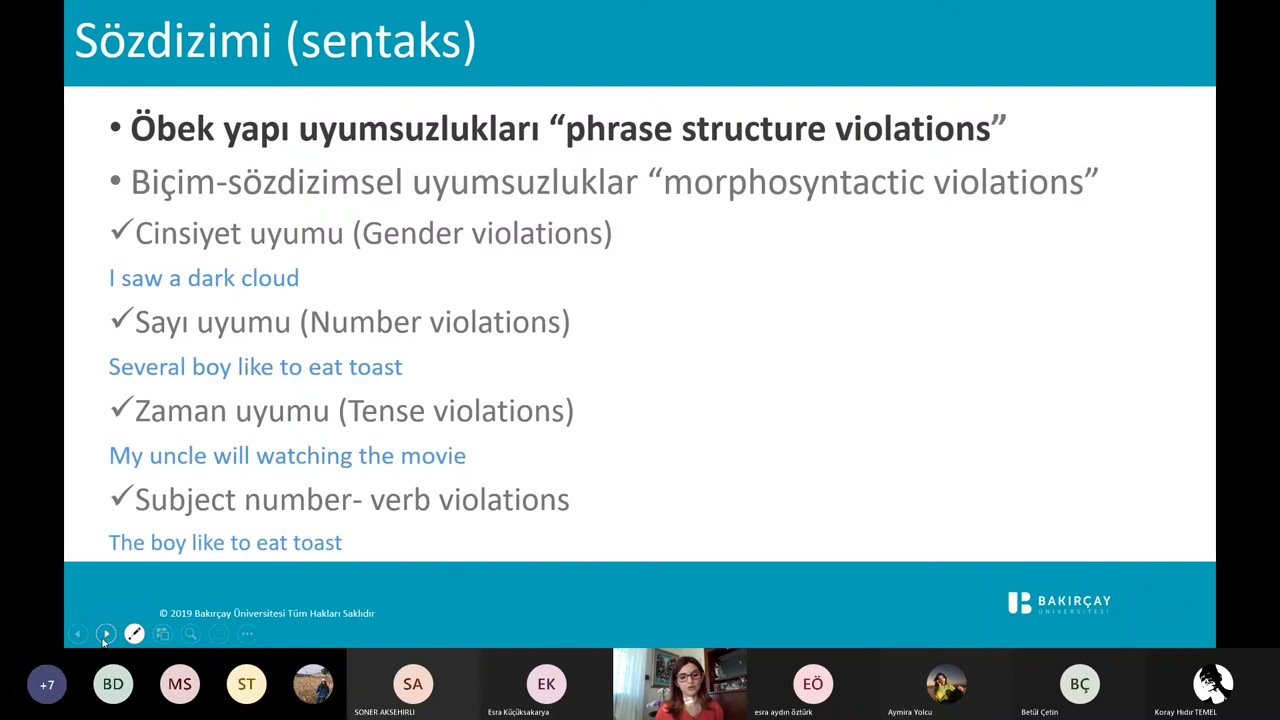 Sözdizimi (sentaks)
• Öbek yapı uyumsuzlukları “phrase structure violations”
• Biçim-sözdizimsel uyumsuzluklar “morphosyntactic violations”
✓Cinsiyet uyumu (Gender violations)
I saw a dark cloud
✓Sayı uyumu (Number violations)
Several boy like to eat toast
✓Zaman uyumu (Tense violations)
My uncle will watching the movie
✓Subject number- verb violations
The boy like to eat toast
© 2019 Bakırçay Üniversitesi Tüm Hakları Saklıdır
BAKIRÇAY
ÜNİVERSİTESİ
+7
BD
MS
ST
SA
EK
EÖ
BÇ
SONER AKSEHIRLI
Esra Küçüksakarya
esra aydın öztürk
Aymira Yolcu
Betül Çetin
Koray Hıdır TEMEL